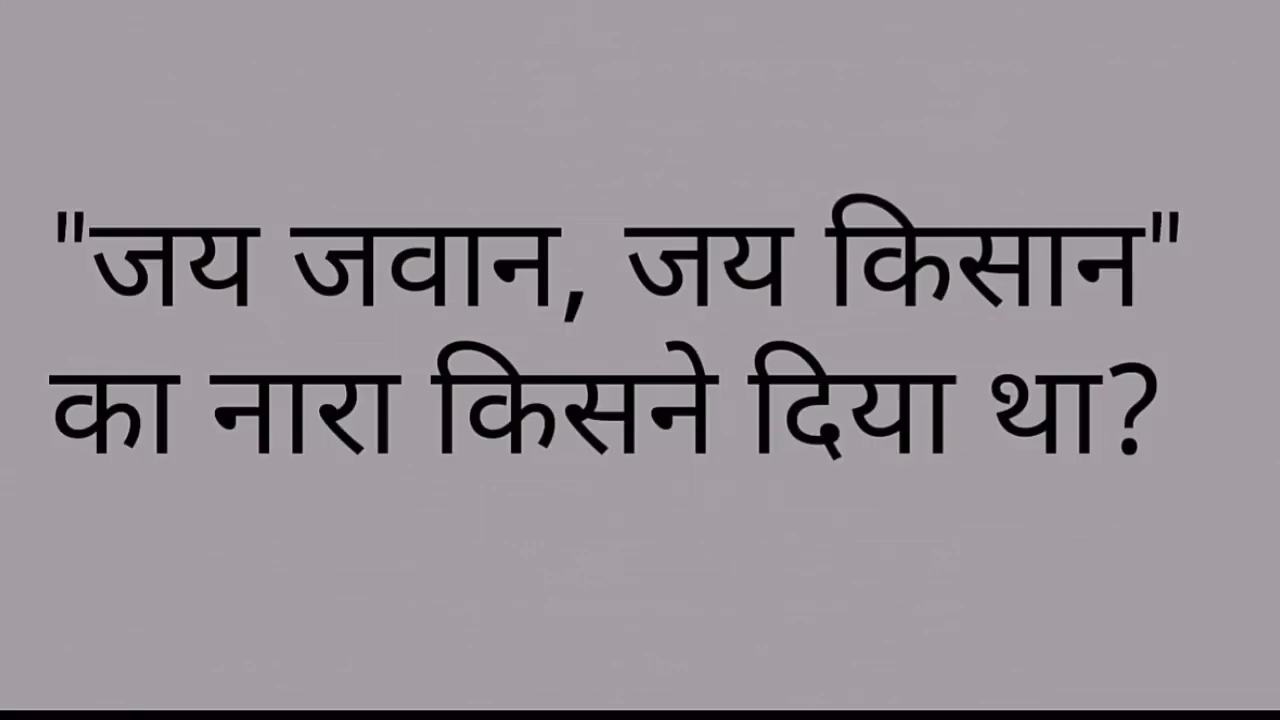 "जय जवान, जय किसान"
का नारा किसने दिया था?